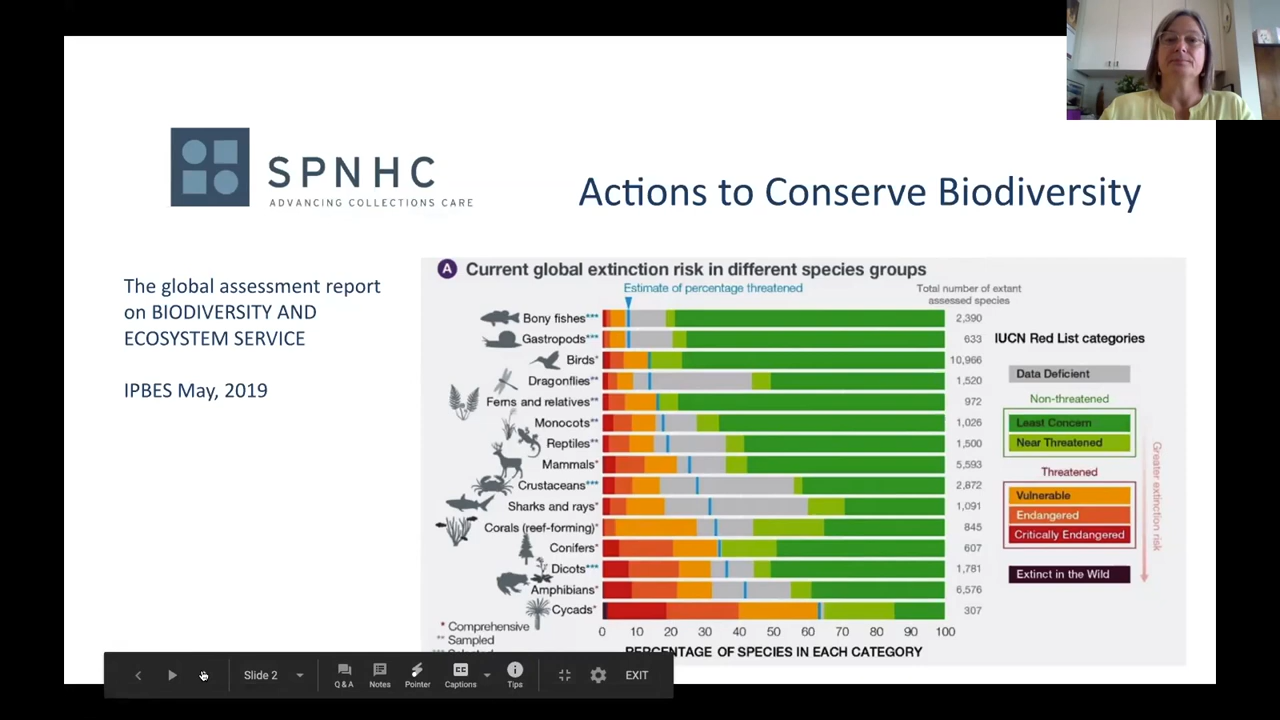 SPNHC
ADVANCING COLLECTIONS CARE
Actions to Conserve Biodiversity
The global assessment report
on BIODIVERSITY AND
ECOSYSTEM SERVICE
IPBES May, 2019
A Current global extinction risk in different species groups
Estimate of percentage threatened
Total number of extant
assessed species
Bony fishes*** 2,390
Gastropods*** 633
Birds* 10,966
Dragonflies** 1,520
Ferns and relatives** 972
Monocots** 1,026
Reptiles** 1,500
Mammals* 5,593
Crustaceans*** 2,872
Sharks and rays* 1,091
Corals (reef-forming)* 845
Conifers* 607
Dicots*** 1,781
Amphibians* 6,576
Cycads* 307
0 10 20 30 40 50 60 70 80 90 100
PERCENTAGE OF SPECIES IN EACH CATEGORY
* Comprehensive
** Sampled
IUCN Red List categories
Data Deficient
Non-threatened
Least Concern
Near Threatened
Threatened
Vulnerable
Endangered
Critically Endangered
Extinct in the Wild
Greater extinction risk
Slide 2
Q & A
Notes
Pointer
CC
Captions
Tips
EXIT